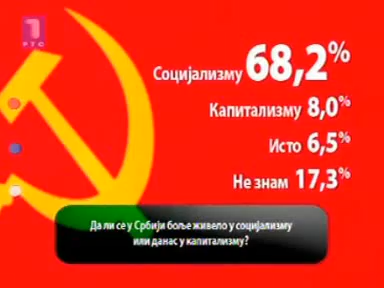 1
РТС
Социјализму 68,2%
Капитализму 8,0%
Исто 6,5%
Не знам 17,3%
Да ли се у Србији боље живело у социјализму
или данас у капитализму?